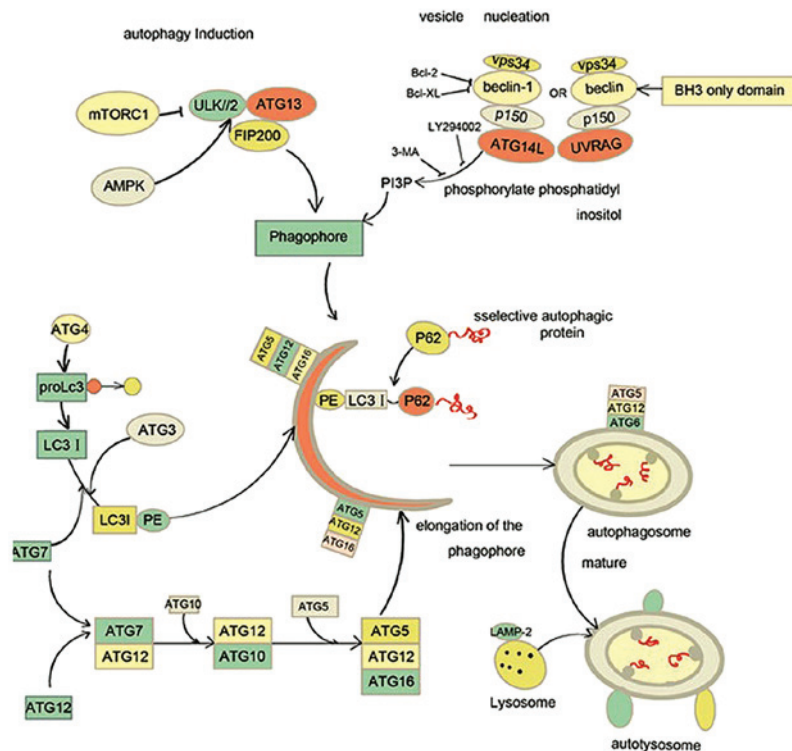 vesicle nucleation
autophagy Induction
mTORC1
ULK//2
ATG13
FIP200
AMPK
Bcl-2
Bcl-XL
vps34
beclin-1
p150
ATG14L
OR
vps34
beclin
p150
UVRAG
BH3 only domain
LY294002
3-MA
PI3P
phosphorylate phosphatidyl
inositol
Phagophore
ATG4
proLc3
LC3 I
ATG3
LC3I
PE
ATG7
ATG12
ATG7
ATG12
ATG10
ATG12
ATG10
ATG5
ATG5
ATG12
ATG16
ATG5
ATG12
ATG16
PE
LC3 I
P62
P62
sselective autophagic
protein
ATG5
ATG12
ATG16
elongation of the
phagophore
ATG5
ATG12
ATG6
autophagosome
mature
LAMP-2
Lysosome
autotysosome